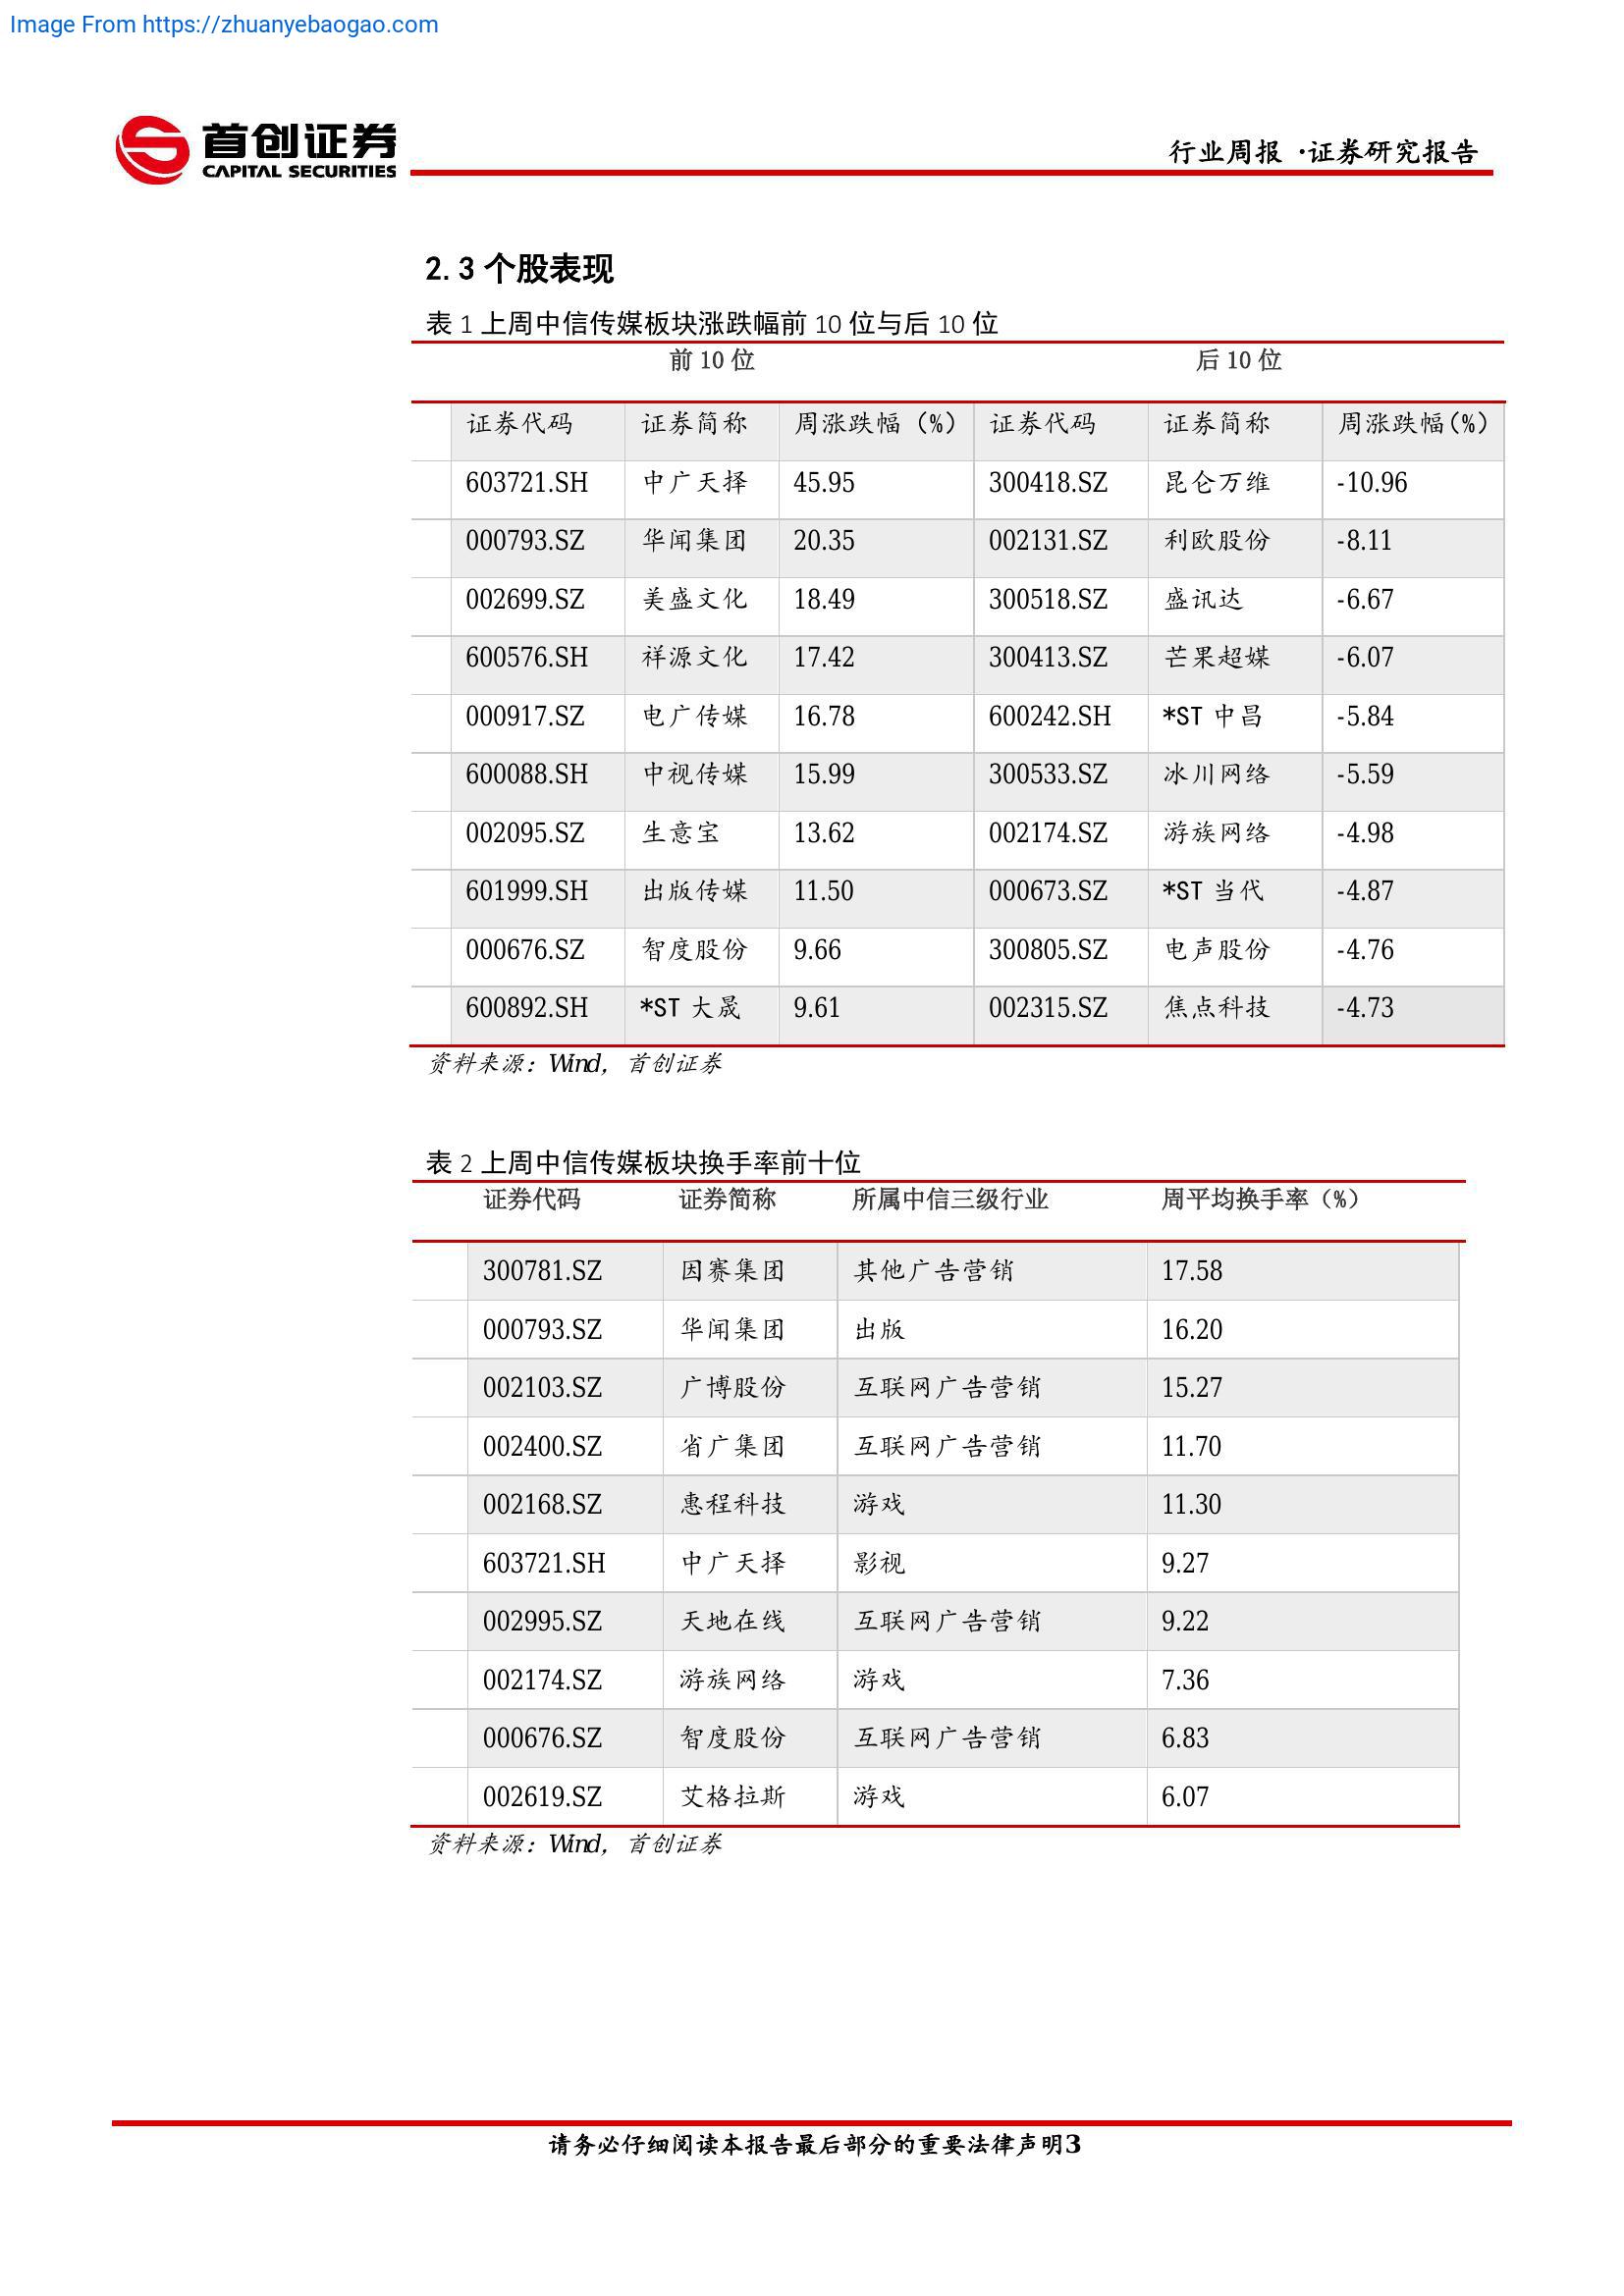 Image From https://zhuanyebaogao.com
首创证券
CAPITAL SECURITIES
行业周报 ·证券研究报告
2.3 个股表现
表 1 上周中信传媒板块涨跌幅前 10 位与后 10 位
前 10 位 后 10 位
证券代码 证券简称 周涨跌幅（%） 证券代码 证券简称 周涨跌幅(%)
603721.SH 中广天择 45.95 300418.SZ 昆仑万维 -10.96
000793.SZ 华闻集团 20.35 002131.SZ 利欧股份 -8.11
002699.SZ 美盛文化 18.49 300518.SZ 盛讯达 -6.67
600576.SH 祥源文化 17.42 300413.SZ 芒果超媒 -6.07
000917.SZ 电广传媒 16.78 600242.SH *ST 中昌 -5.84
600088.SH 中视传媒 15.99 300533.SZ 冰川网络 -5.59
002095.SZ 生意宝 13.62 002174.SZ 游族网络 -4.98
601999.SH 出版传媒 11.50 000673.SZ *ST 当代 -4.87
000676.SZ 智度股份 9.66 300805.SZ 电声股份 -4.76
600892.SH *ST 大晟 9.61 002315.SZ 焦点科技 -4.73
资料来源：Wind，首创证券
表 2 上周中信传媒板块换手率前十位
证券代码 证券简称 所属中信三级行业 周平均换手率（%）
300781.SZ 因赛集团 其他广告营销 17.58
000793.SZ 华闻集团 出版 16.20
002103.SZ 广博股份 互联网广告营销 15.27
002400.SZ 省广集团 互联网广告营销 11.70
002168.SZ 惠程科技 游戏 11.30
603721.SH 中广天择 影视 9.27
002995.SZ 天地在线 互联网广告营销 9.22
002174.SZ 游族网络 游戏 7.36
000676.SZ 智度股份 互联网广告营销 6.83
002619.SZ 艾格拉斯 游戏 6.07
资料来源：Wind，首创证券
请务必仔细阅读本报告最后部分的重要法律声明3